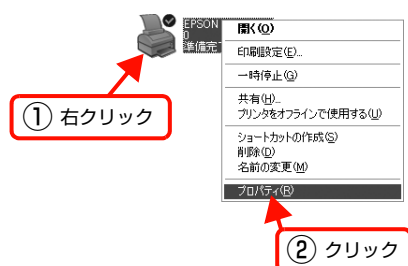 EPSON
0
準備完
開く(O)
印刷設定(E)...
一時停止(G)
共有(H)...
プリンタをオフラインで使用する(U)
ショートカットの作成(S)
削除(D)
名前の変更(M)
プロパティ(R)
① 右クリック
② クリック